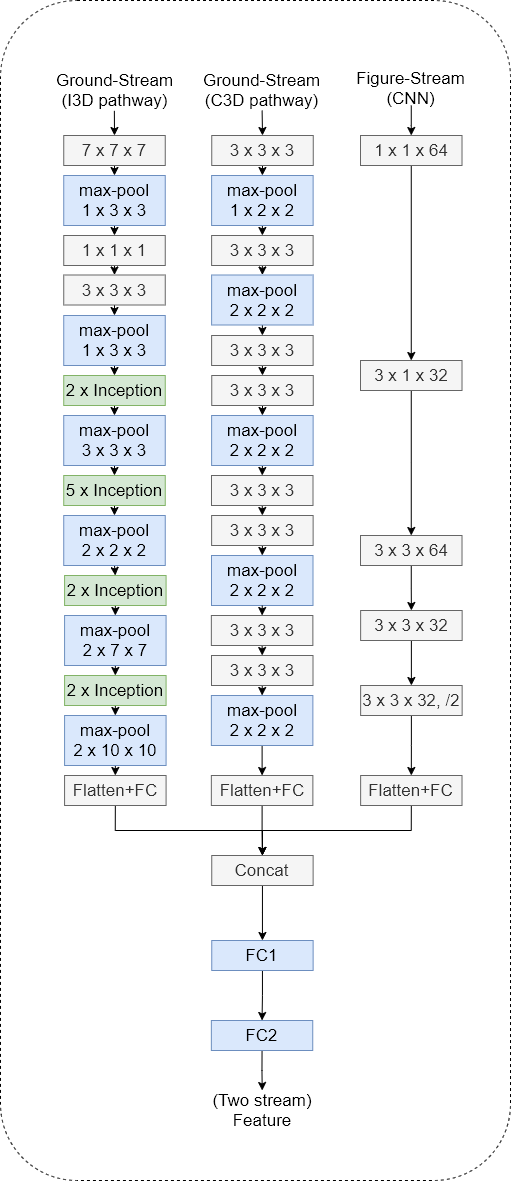 Ground-Stream
(I3D pathway)
7 x 7 x 7
max-pool
1 x 3 x 3
1 x 1 x 1
3 x 3 x 3
max-pool
1 x 3 x 3
2 x Inception
max-pool
3 x 3 x 3
5 x Inception
max-pool
2 x 2 x 2
2 x Inception
max-pool
2 x 7 x 7
2 x Inception
max-pool
2 x 10 x 10
Flatten+FC
Ground-Stream
(C3D pathway)
3 x 3 x 3
max-pool
1 x 2 x 2
3 x 3 x 3
max-pool
2 x 2 x 2
3 x 3 x 3
3 x 3 x 3
max-pool
2 x 2 x 2
3 x 3 x 3
3 x 3 x 3
max-pool
2 x 2 x 2
3 x 3 x 3
3 x 3 x 3
max-pool
2 x 2 x 2
Flatten+FC
Figure-Stream
(CNN)
1 x 1 x 64
3 x 1 x 32
3 x 3 x 64
3 x 3 x 32
3 x 3 x 32, /2
Flatten+FC
Concat
FC1
FC2
(Two stream)
Feature